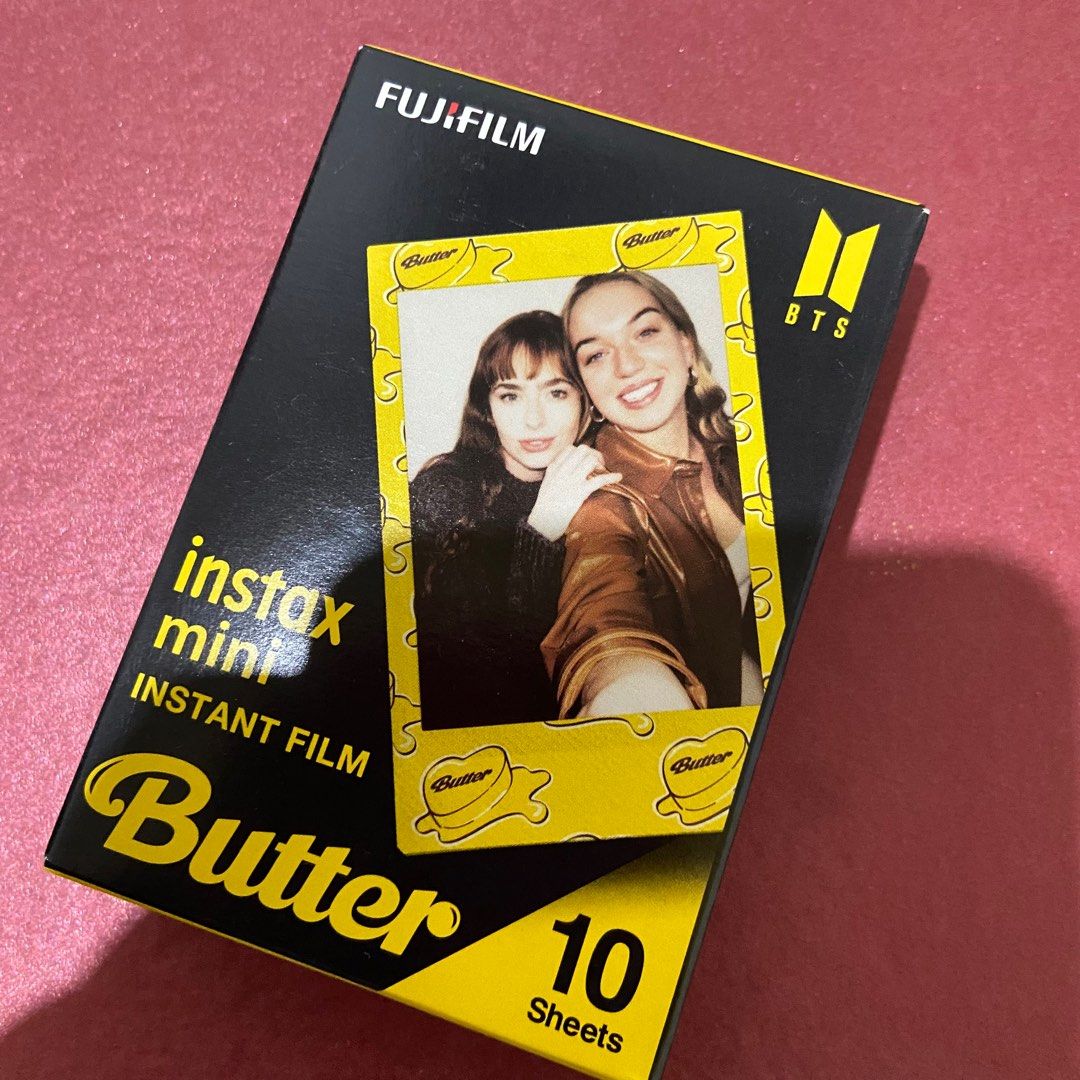 FUJIFILM
BTS
Butter
Butter
instax
mini
INSTANT FILM
Butter
Butter
Butter
10
Sheets